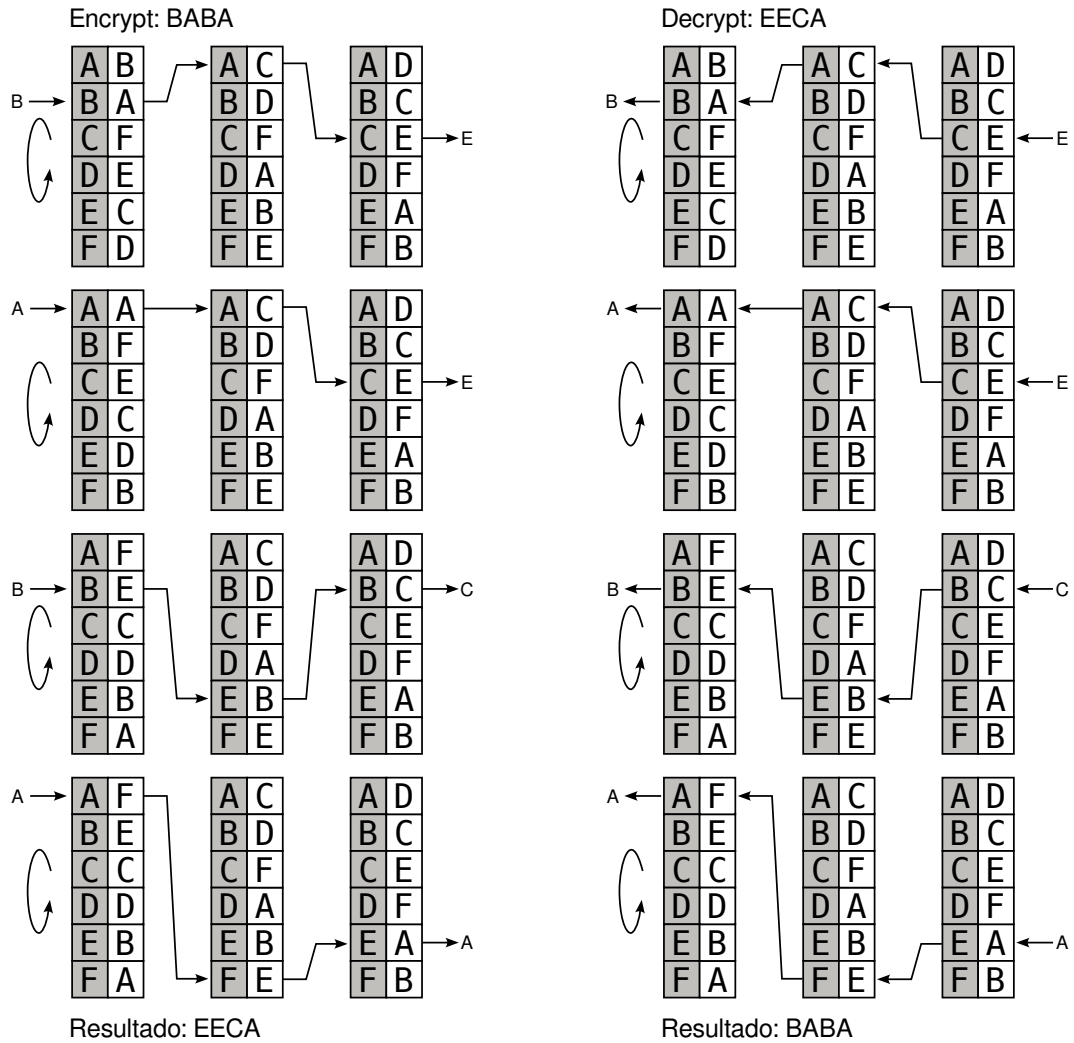 Encrypt: BABA
A B A C A D
B B A B D B C
C F C F C E E
D E D A D F
E C E B E A
F D F E F B
A A A A C A D
B F B D B C
C E C F C E E
D C D A D F
E D E B E A
F B F E F B
A F A C A D
B B E B D B C C
C C C F C E
D D D A D F
E B E B E A
F A F E F B
A A F A C A D
B E B D B C
C C C F C E
D D D A D F
E B E B E A A
F A F E F B
Resultado: EECA
Decrypt: EECA
A B A C A D
B B A B D B C
C F C F C E E
D E D A D F
E C E B E A
F D F E F B
A A A A C A D
B F B D B C
C E C F C E E
D C D A D F
E D E B E A
F B F E F B
A F A C A D
B B E B D B C C
C C C F C E
D D D A D F
E B E B E A
F A F E F B
A A F A C A D
B E B D B C
C C C F C E
D D D A D F
E B E B E A A
F A F E F B
Resultado: BABA